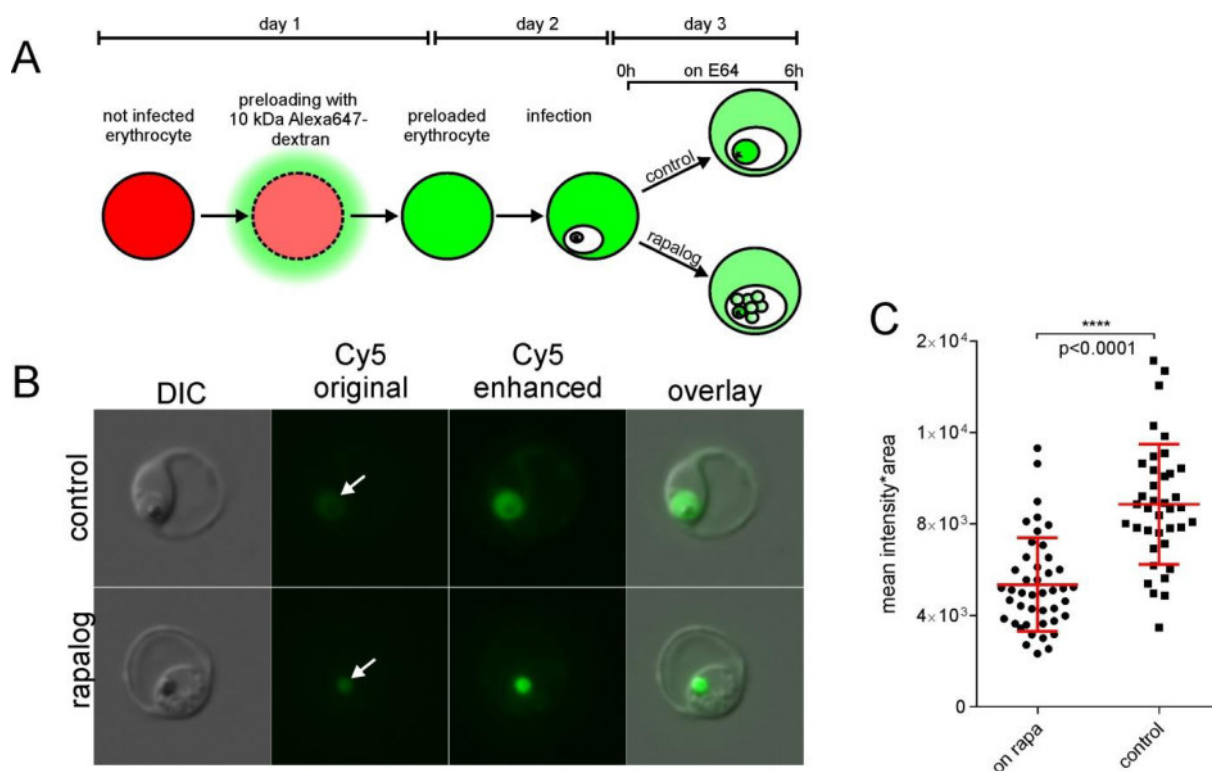 A
day 1
day 2
day 3
0h on E64 6h
not infected
erythrocyte
preloading with
10 kDa Alexa647-
dextran
preloaded
erythrocyte
infection
control
rapalog
B
DIC
Cy5
original
Cy5
enhanced
overlay
control
rapalog
C
****
p<0.0001
mean intensity*area
2×10⁴
1×10⁴
8×10³
4×10³
0
on rapa
control